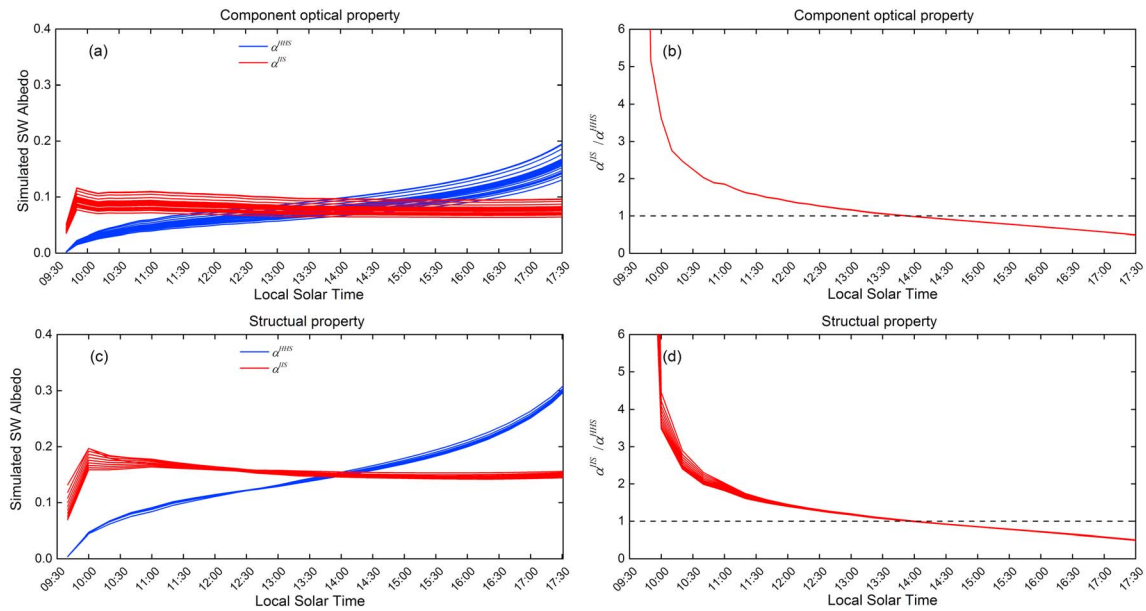 Component optical property
(a)
α^HHS
α^IIS
Simulated SW Albedo
0.4
0.3
0.2
0.1
0.0
09:30 10:00 10:30 11:00 11:30 12:00 12:30 13:00 13:30 14:00 14:30 15:00 15:30 16:00 16:30 17:00 17:30
Local Solar Time
Component optical property
(b)
α^IIS / α^HHS
6
5
4
3
2
1
0
09:30 10:00 10:30 11:00 11:30 12:00 12:30 13:00 13:30 14:00 14:30 15:00 15:30 16:00 16:30 17:00 17:30
Local Solar Time
Structual property
(c)
α^HHS
α^IIS
Simulated SW Albedo
0.4
0.3
0.2
0.1
0.0
09:30 10:00 10:30 11:00 11:30 12:00 12:30 13:00 13:30 14:00 14:30 15:00 15:30 16:00 16:30 17:00 17:30
Local Solar Time
Structual property
(d)
α^IIS / α^HHS
6
5
4
3
2
1
0
09:30 10:00 10:30 11:00 11:30 12:00 12:30 13:00 13:30 14:00 14:30 15:00 15:30 16:00 16:30 17:00 17:30
Local Solar Time